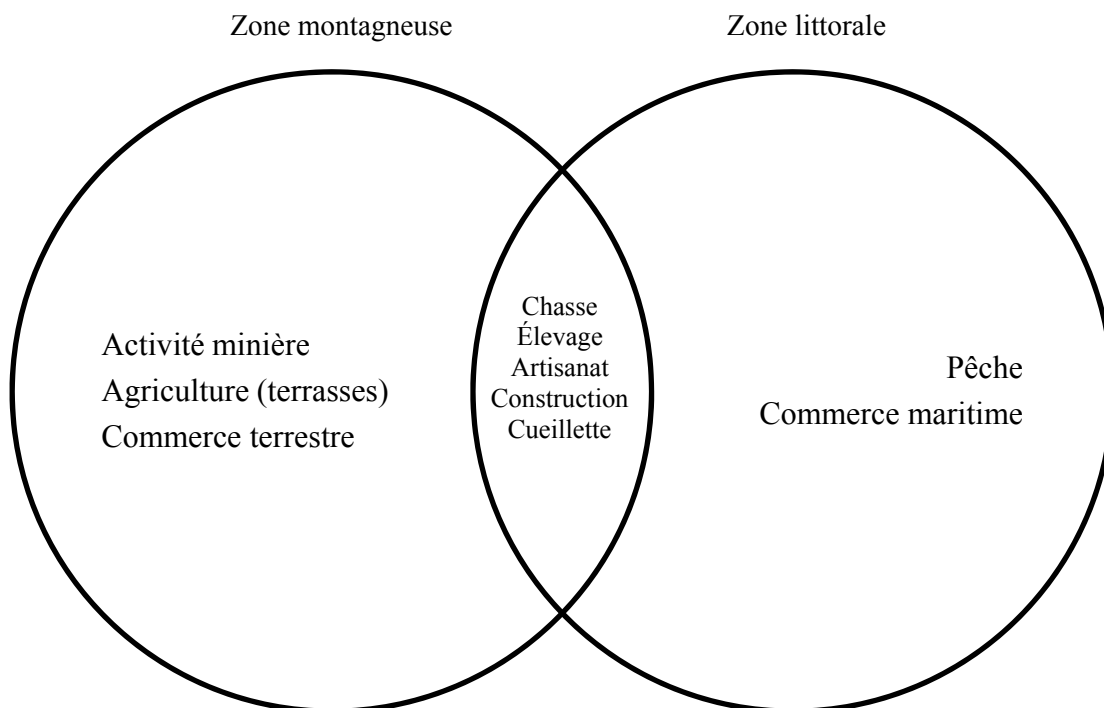 Zone montagneuse
Zone littorale
Activité minière
Agriculture (terrasses)
Commerce terrestre
Chasse
Élevage
Artisanat
Construction
Cueillette
Pêche
Commerce maritime